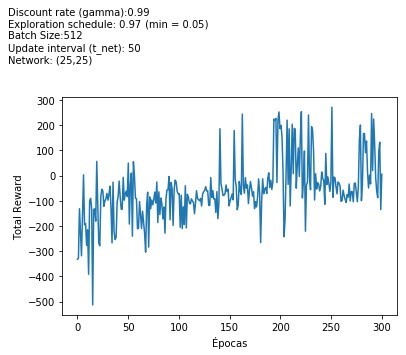 Discount rate (gamma):0.99
Exploration schedule: 0.97 (min = 0.05)
Batch Size:512
Update interval (t_net): 50
Network: (25,25)
300
200
100
0
−100
−200
−300
−400
−500
Total Reward
0 50 100 150 200 250 300
Épocas